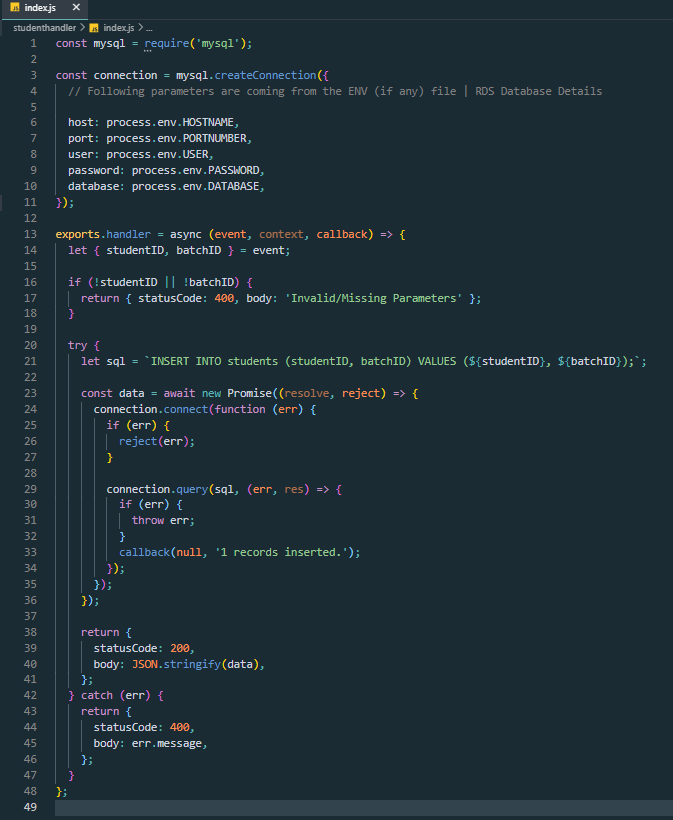 index.js ×
studenthandler > index.js > ...
1 const mysql = require('mysql');
2
3 const connection = mysql.createConnection({
4 // Following parameters are coming from the ENV (if any) file | RDS Database Details
5
6 host: process.env.HOSTNAME,
7 port: process.env.PORTNUMBER,
8 user: process.env.USER,
9 password: process.env.PASSWORD,
10 database: process.env.DATABASE,
11 });
12
13 exports.handler = async (event, context, callback) => {
14 let { studentID, batchID } = event;
15
16 if (!studentID || !batchID) {
17 return { statusCode: 400, body: 'Invalid/Missing Parameters' };
18 }
19
20 try {
21 let sql = `INSERT INTO students (studentID, batchID) VALUES (${studentID}, ${batchID});`;
22
23 const data = await new Promise((resolve, reject) => {
24 connection.connect(function (err) {
25 if (err) {
26 reject(err);
27 }
28
29 connection.query(sql, (err, res) => {
30 if (err) {
31 throw err;
32 }
33 callback(null, '1 records inserted.');
34 });
35 });
36 });
37
38 return {
39 statusCode: 200,
40 body: JSON.stringify(data),
41 };
42 } catch (err) {
43 return {
44 statusCode: 400,
45 body: err.message,
46 };
47 }
48 };
49